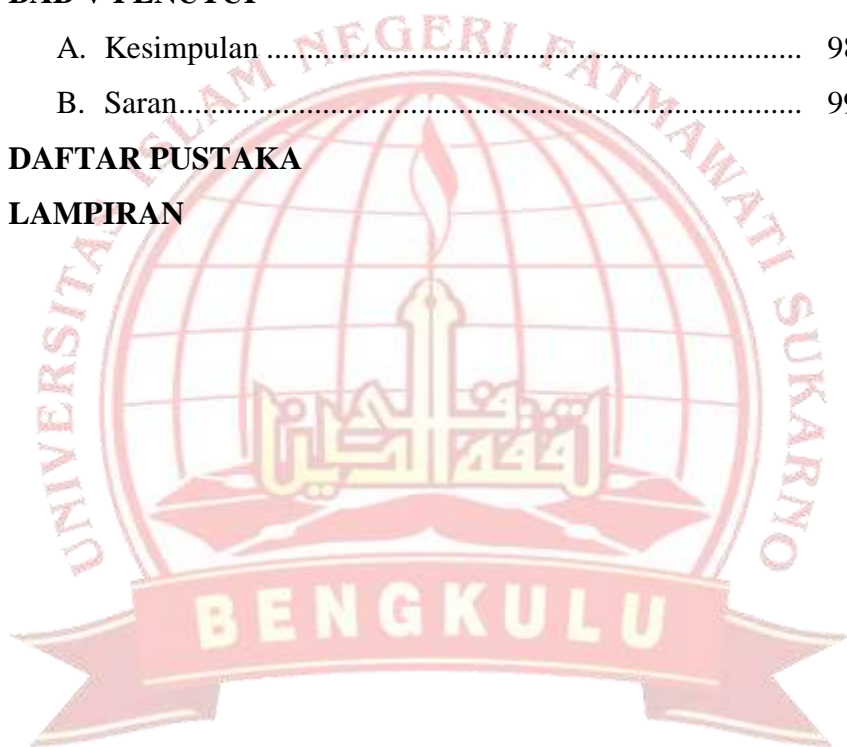 BAB V PENUTUP
A. Kesimpulan ................................................................... 98
B. Saran.............................................................................. 99
DAFTAR PUSTAKA
LAMPIRAN
UNIVERSITAS ISLAM NEGERI FATMAWATI SUKARNO
BENGKULU